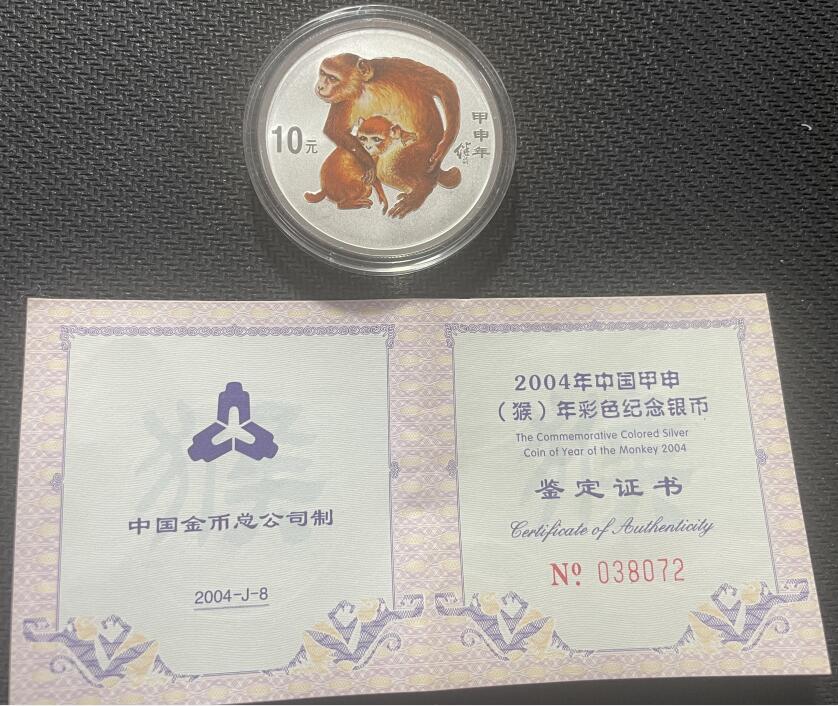 10元
甲申年
中国金币总公司制
2004-J-8
2004年中国甲申
（猴）年彩色纪念银币
The Commemorative Colored Silver
Coin of Year of the Monkey 2004
鉴定证书
Certificate of Authenticity
Nº 038072
猴